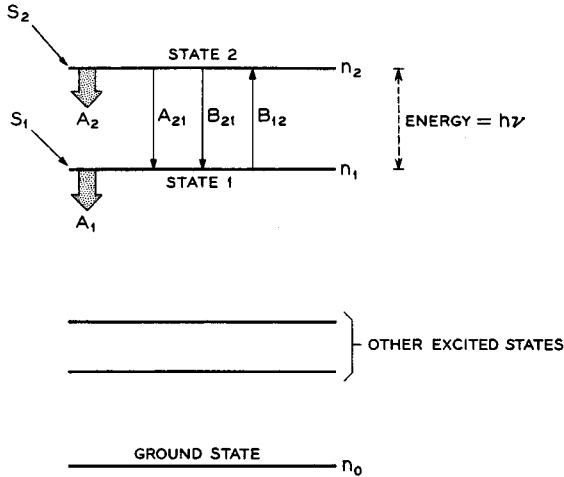 S₂
STATE 2
n₂
A₂
A₂₁
B₂₁
B₁₂
ENERGY = hν
S₁
STATE 1
n₁
A₁
OTHER EXCITED STATES
GROUND STATE
n₀